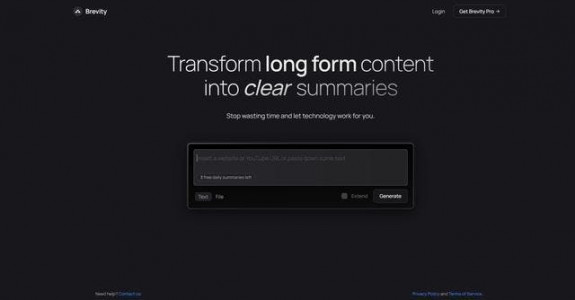 Brevity
Login
Get Brevity Pro →
Transform long form content
into clear summaries
Stop wasting time and let technology work for you.
Insert a website or YouTube URL or paste down some text
3 free daily summaries left
Text
File
Extend
Generate
Need help? Contact us
Privacy Policy and Terms of Service